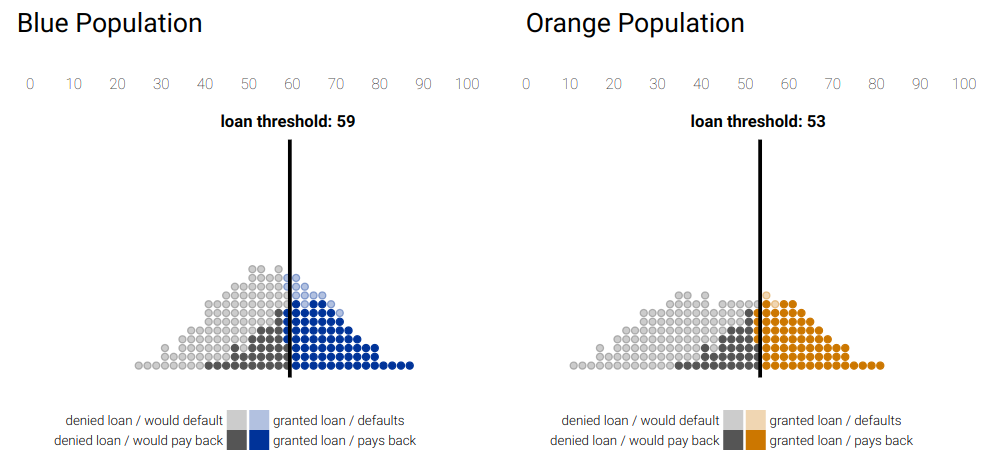 Blue Population
0 10 20 30 40 50 60 70 80 90 100
loan threshold: 59
denied loan / would default granted loan / defaults
denied loan / would pay back granted loan / pays back
Orange Population
0 10 20 30 40 50 60 70 80 90 100
loan threshold: 53
denied loan / would default granted loan / defaults
denied loan / would pay back granted loan / pays back